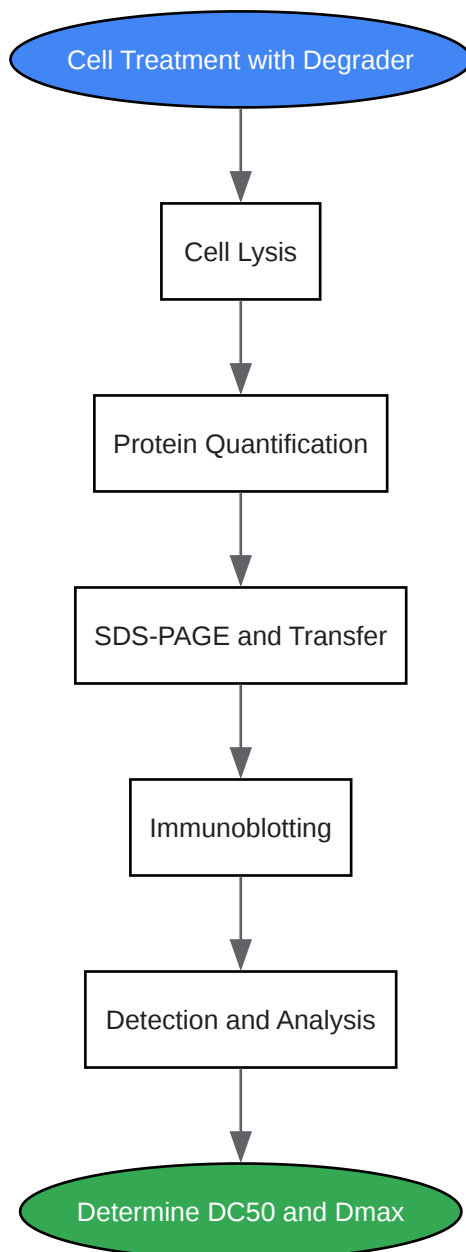 Cell Treatment with Degrader
Cell Lysis
Protein Quantification
SDS-PAGE and Transfer
Immunoblotting
Detection and Analysis
Determine DC50 and Dmax